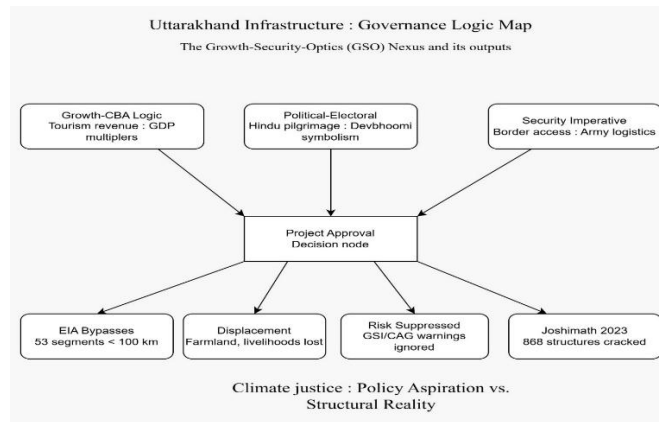 Uttarakhand Infrastructure : Governance Logic Map
The Growth-Security-Optics (GSO) Nexus and its outputs
Growth-CBA Logic
Tourism revenue : GDP
multiplers
Political-Electoral
Hindu pilgrimage : Devbhoomi
symbolism
Security Imperative
Border access : Army logistics
Project Approval
Decision node
EIA Bypasses
53 segments < 100 km
Displacement
Farmland, livelihoods lost
Risk Suppressed
GSI/CAG warnings
ignored
Joshimath 2023
868 structures cracked
Climate justice : Policy Aspiration vs.
Structural Reality